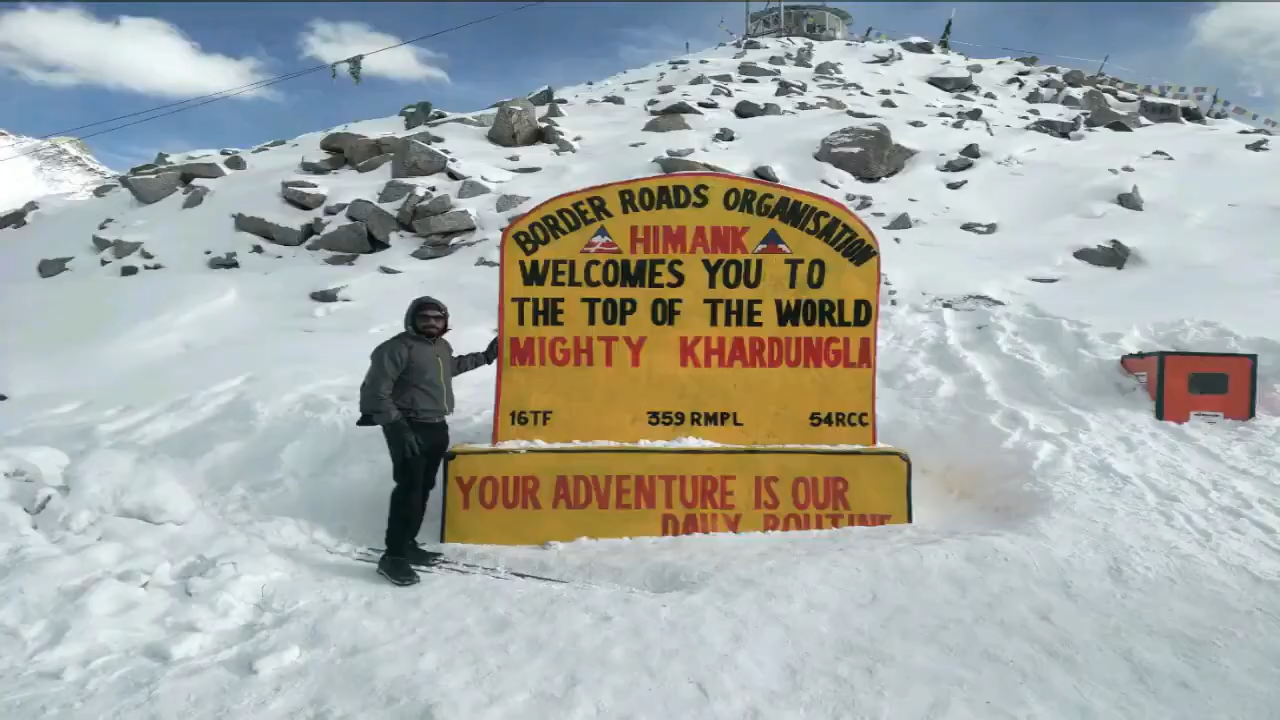 BORDER ROADS ORGANISATION
HIMANK
WELCOMES YOU TO
THE TOP OF THE WORLD
MIGHTY KHARDUNGLA
16TF 359 RMPL 54RCC
YOUR ADVENTURE IS OUR
DAILY ROUTINE